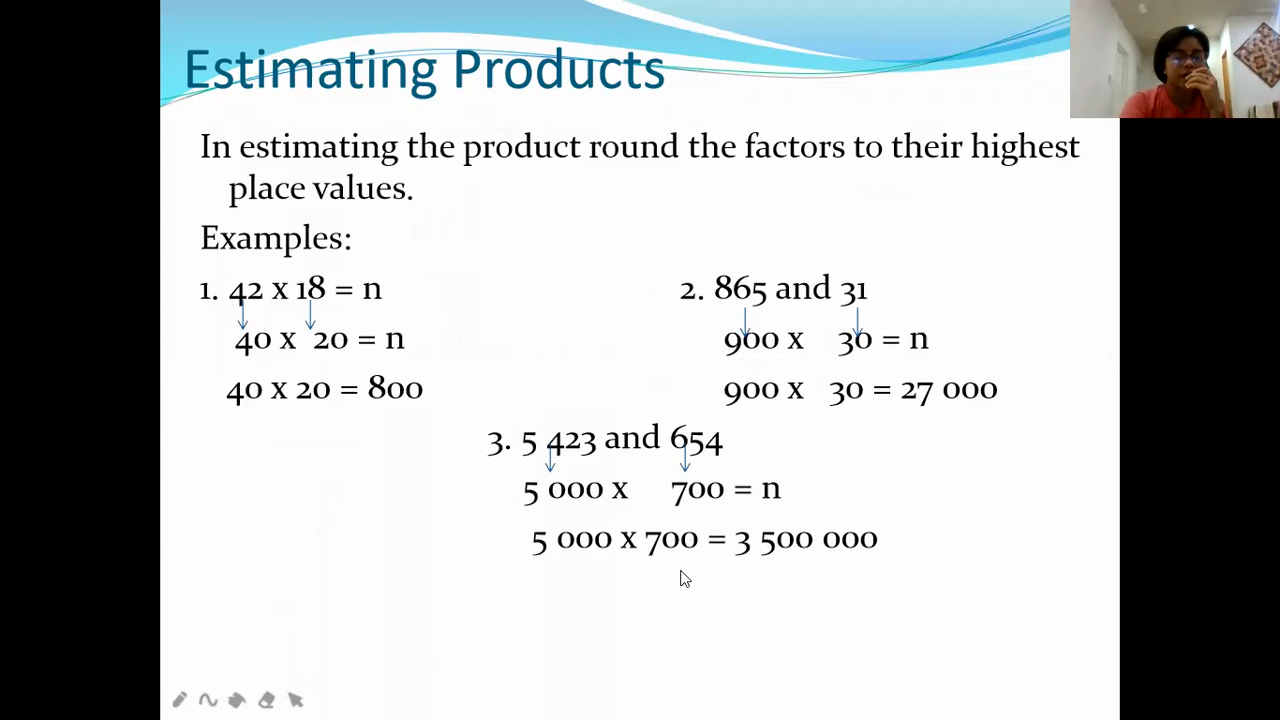 Estimating Products
In estimating the product round the factors to their highest
place values.
Examples:
1. 42 x 18 = n
40 x 20 = n
40 x 20 = 800
2. 865 and 31
900 x 30 = n
900 x 30 = 27 000
3. 5 423 and 654
5 000 x 700 = n
5 000 x 700 = 3 500 000